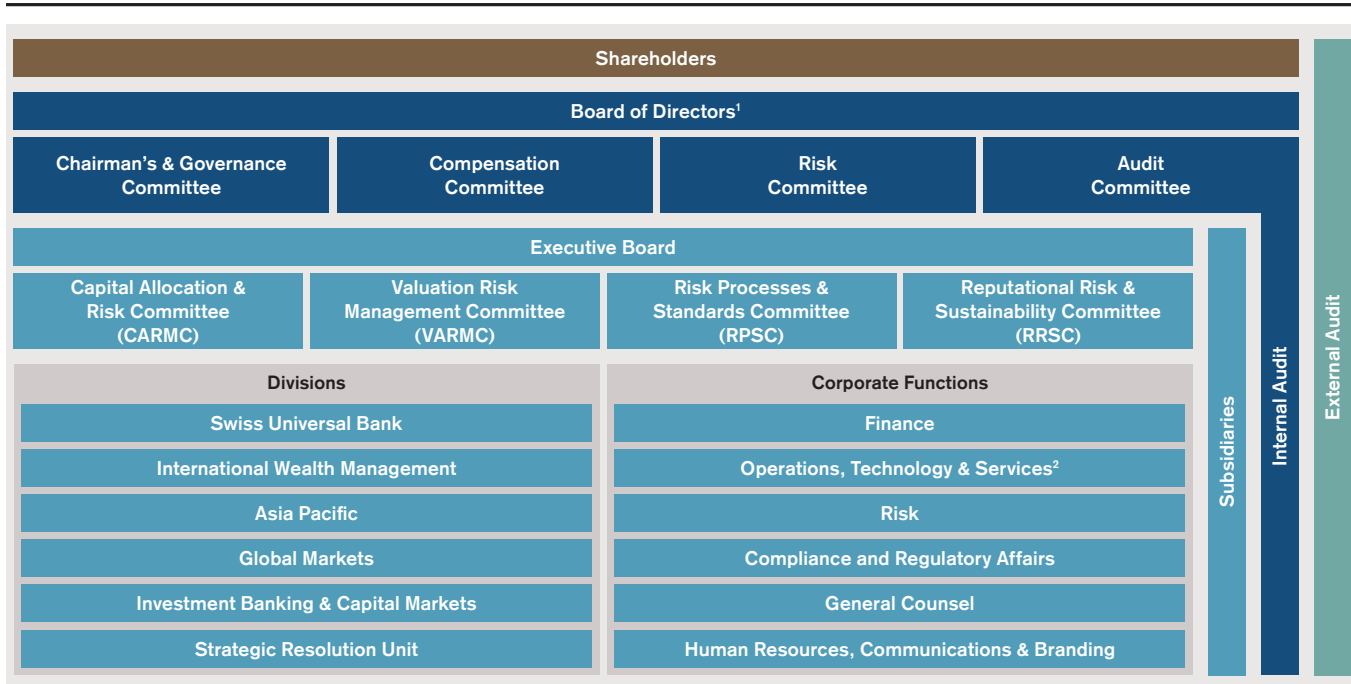 Shareholders
Board of Directors¹
Chairman's & Governance
Committee
Compensation
Committee
Risk
Committee
Audit
Committee
Executive Board
Capital Allocation &
Risk Committee
(CARMC)
Valuation Risk
Management Committee
(VARMC)
Risk Processes &
Standards Committee
(RPSC)
Reputational Risk &
Sustainability Committee
(RRSC)
Divisions
Swiss Universal Bank
International Wealth Management
Asia Pacific
Global Markets
Investment Banking & Capital Markets
Strategic Resolution Unit
Corporate Functions
Finance
Operations, Technology & Services²
Risk
Compliance and Regulatory Affairs
General Counsel
Human Resources, Communications & Branding
Subsidiaries
Internal Audit
External Audit